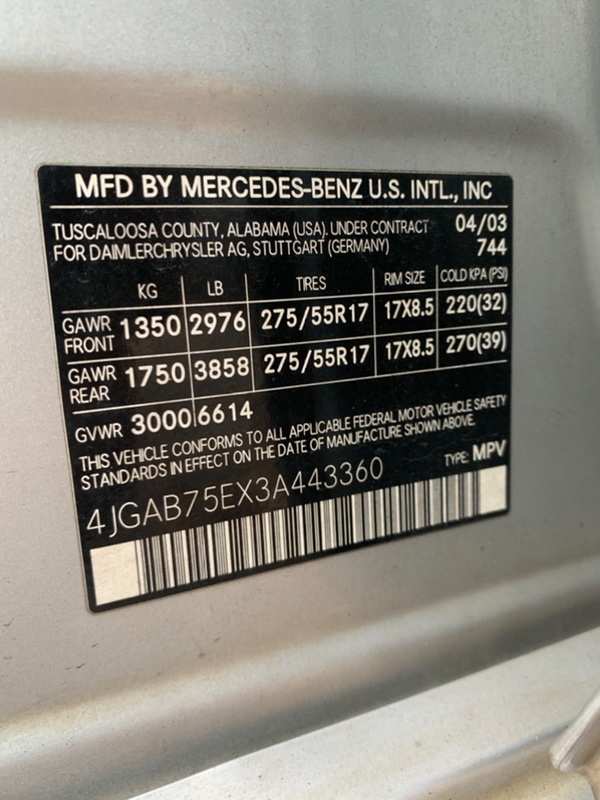 MFD BY MERCEDES-BENZ U.S. INTL., INC
TUSCALOOSA COUNTY, ALABAMA (USA). UNDER CONTRACT 04/03
FOR DAIMLERCHRYSLER AG, STUTTGART (GERMANY) 744
KG LB TIRES RIM SIZE COLD KPA (PSI)
GAWR FRONT 1350 2976 275/55R17 17X8.5 220(32)
GAWR REAR 1750 3858 275/55R17 17X8.5 270(39)
GVWR 3000 6614
THIS VEHICLE CONFORMS TO ALL APPLICABLE FEDERAL MOTOR VEHICLE SAFETY
STANDARDS IN EFFECT ON THE DATE OF MANUFACTURE SHOWN ABOVE.
TYPE: MPV
4JGAB75EX3A443360